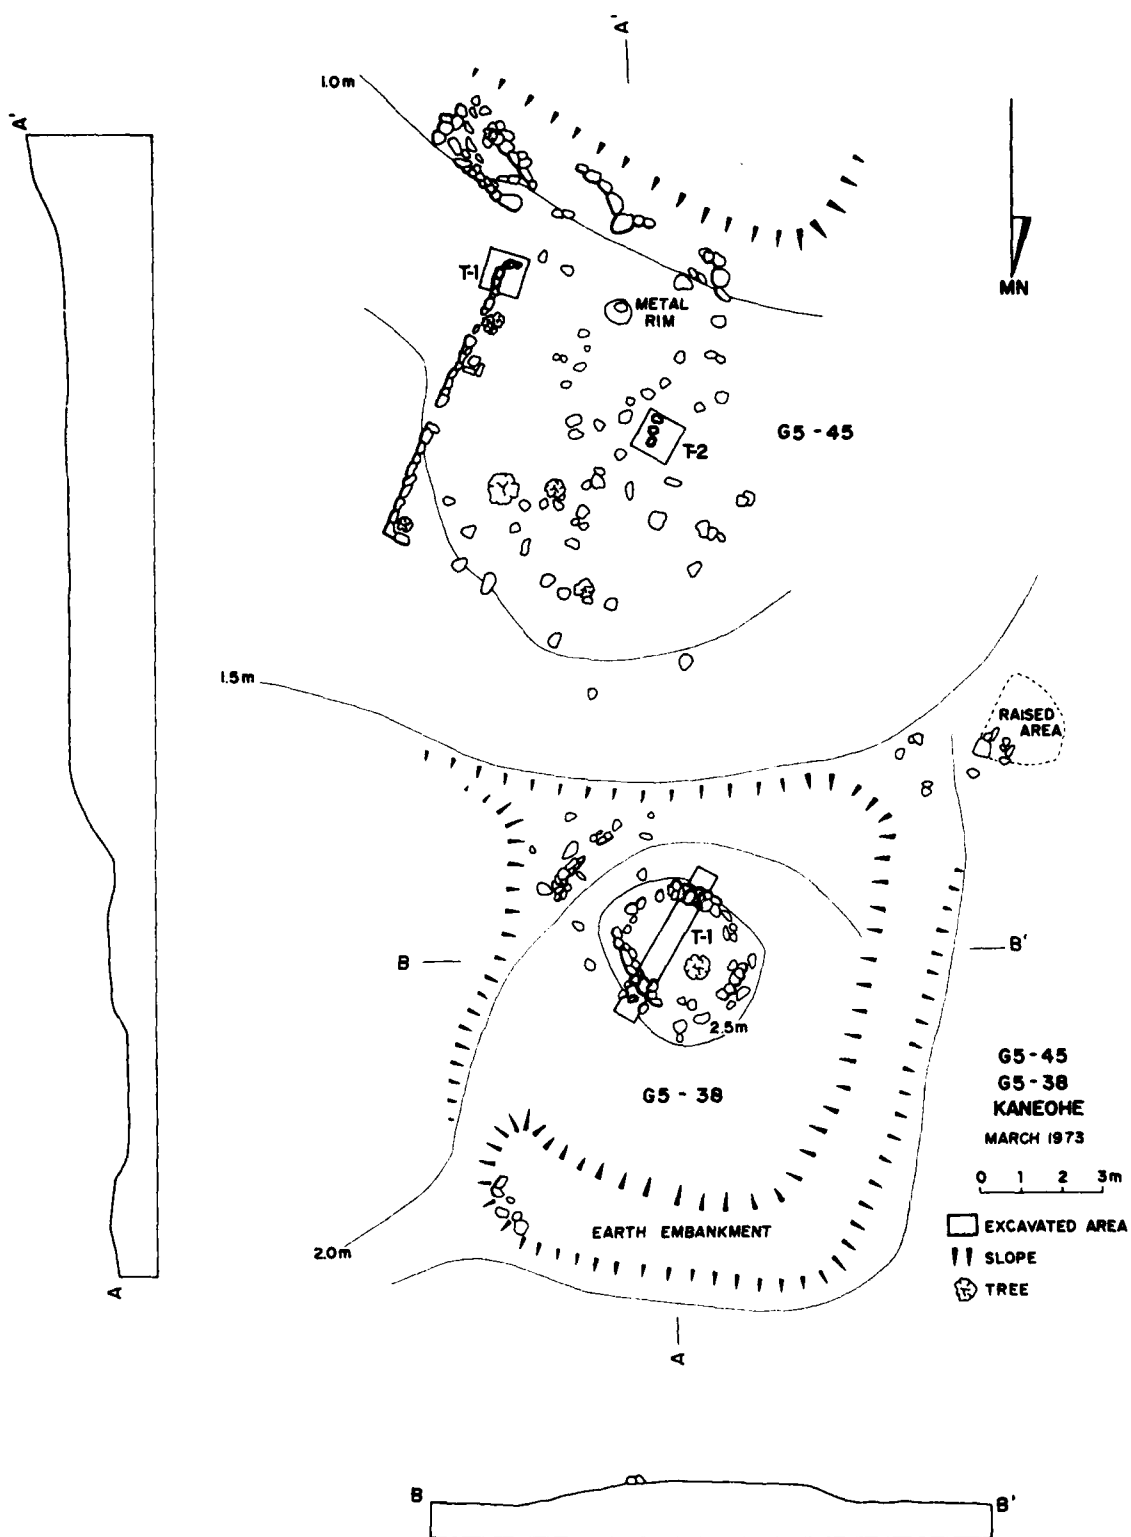 A'
1.0m
A'
MN
T-1
METAL
RIM
G5-45
T-2
1.5m
RAISED
AREA
T-1
B
B'
2.5m
G5-38
G5-45
G5-38
KANEOHE
MARCH 1973
0 1 2 3m
EXCAVATED AREA
SLOPE
TREE
EARTH EMBANKMENT
2.0m
A
A
B
B'